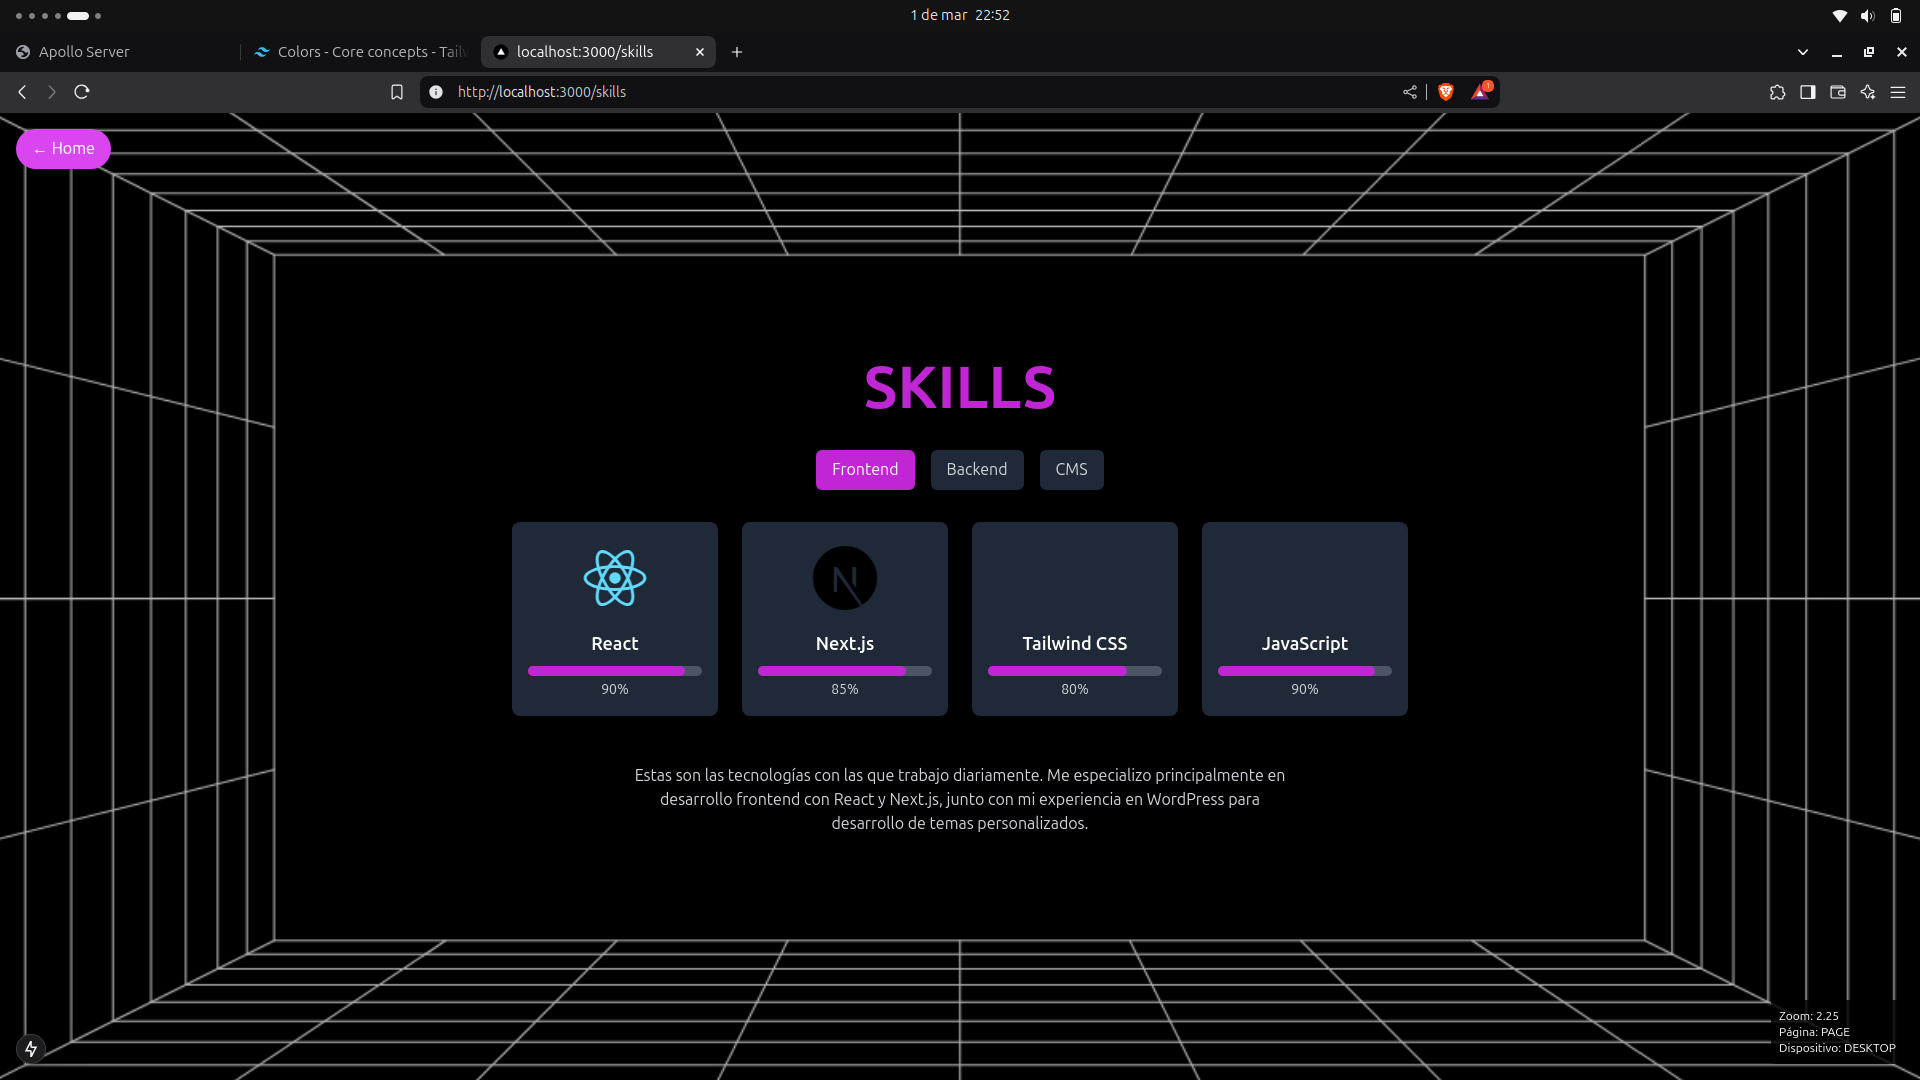 1 de mar 22:52
Apollo Server
Colors - Core concepts - Tailw
localhost:3000/skills
http://localhost:3000/skills
1
← Home
SKILLS
Frontend
Backend
CMS
N
React
Next.js
Tailwind CSS
JavaScript
90%
85%
80%
90%
Estas son las tecnologías con las que trabajo diariamente. Me especializo principalmente en
desarrollo frontend con React y Next.js, junto con mi experiencia en WordPress para
desarrollo de temas personalizados.
Zoom: 2.25
Página: PAGE
Dispositivo: DESKTOP